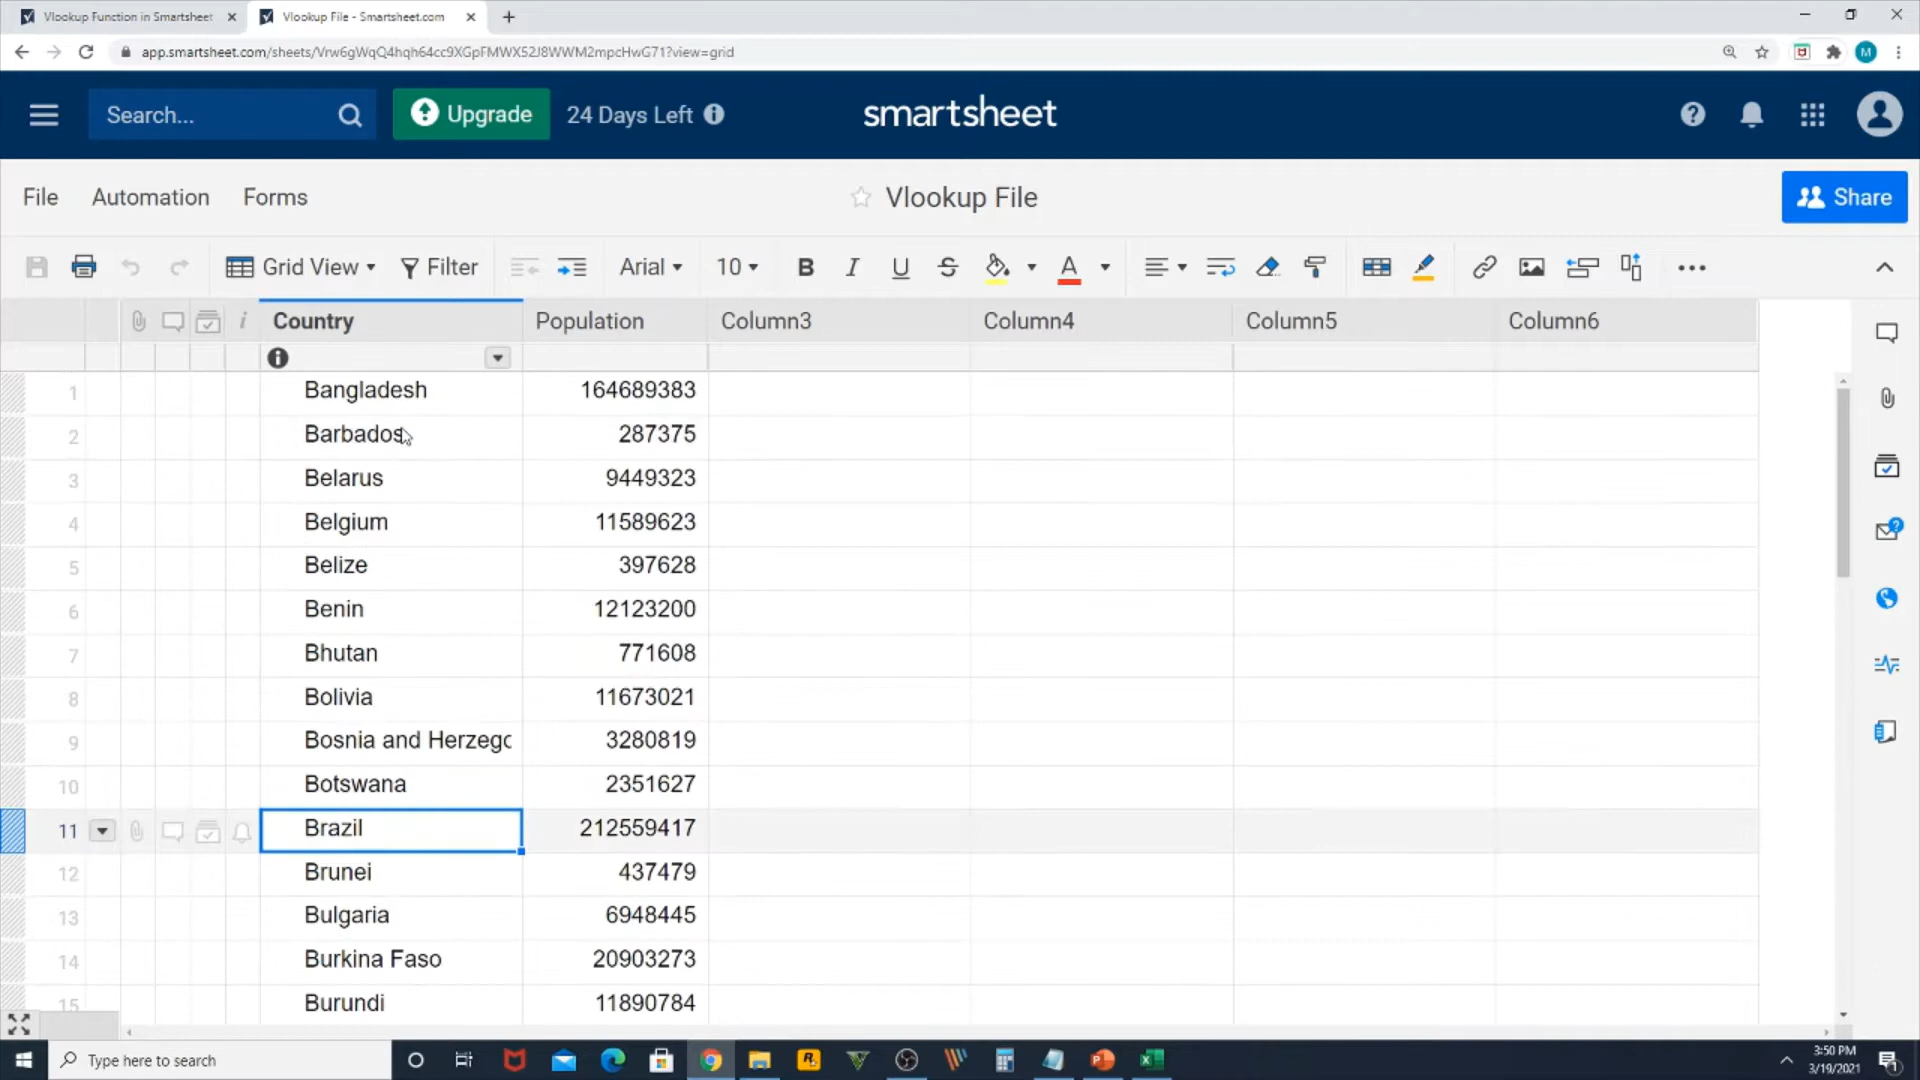 Vlookup Function in Smartsheet
Vlookup File - Smartsheet.com
app.smartsheet.com/sheets/Vrw6gWqQ4hqh64cc9XGpFMWX52J8WWM2mpcHwG71?view=grid
M
Search...
Upgrade
24 Days Left
smartsheet
File
Automation
Forms
Vlookup File
Share
Grid View
Filter
Arial
10
B
I
U
S
A
Country
Population
Column3
Column4
Column5
Column6
1 Bangladesh 164689383
2 Barbados 287375
3 Belarus 9449323
4 Belgium 11589623
5 Belize 397628
6 Benin 12123200
7 Bhutan 771608
8 Bolivia 11673021
9 Bosnia and Herzego 3280819
10 Botswana 2351627
11 Brazil 212559417
12 Brunei 437479
13 Bulgaria 6948445
14 Burkina Faso 20903273
15 Burundi 11890784
Type here to search
3:50 PM
3/19/2021